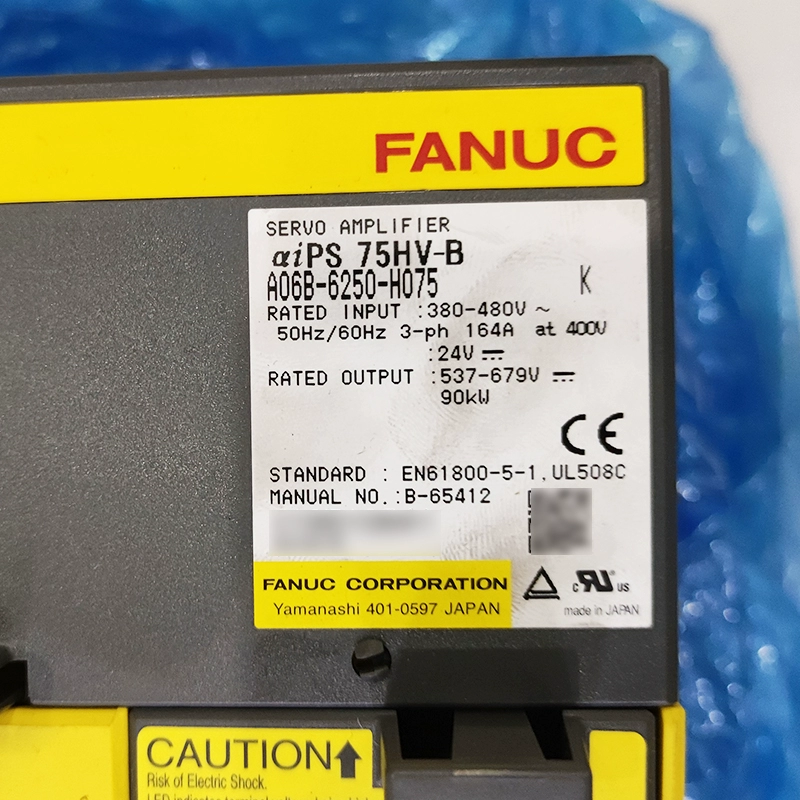 FANUC
SERVO AMPLIFIER
αiPS 75HV-B
A06B-6250-H075 K
RATED INPUT :380-480V ~
50Hz/60Hz 3-ph 164A at 400V
:24V ⎓
RATED OUTPUT :537-679V ⎓
90kW
CE
STANDARD : EN61800-5-1,UL508C
MANUAL NO.:B-65412
FANUC CORPORATION
Yamanashi 401-0597 JAPAN
c RU us
made in JAPAN
CAUTION
Risk of Electric Shock.